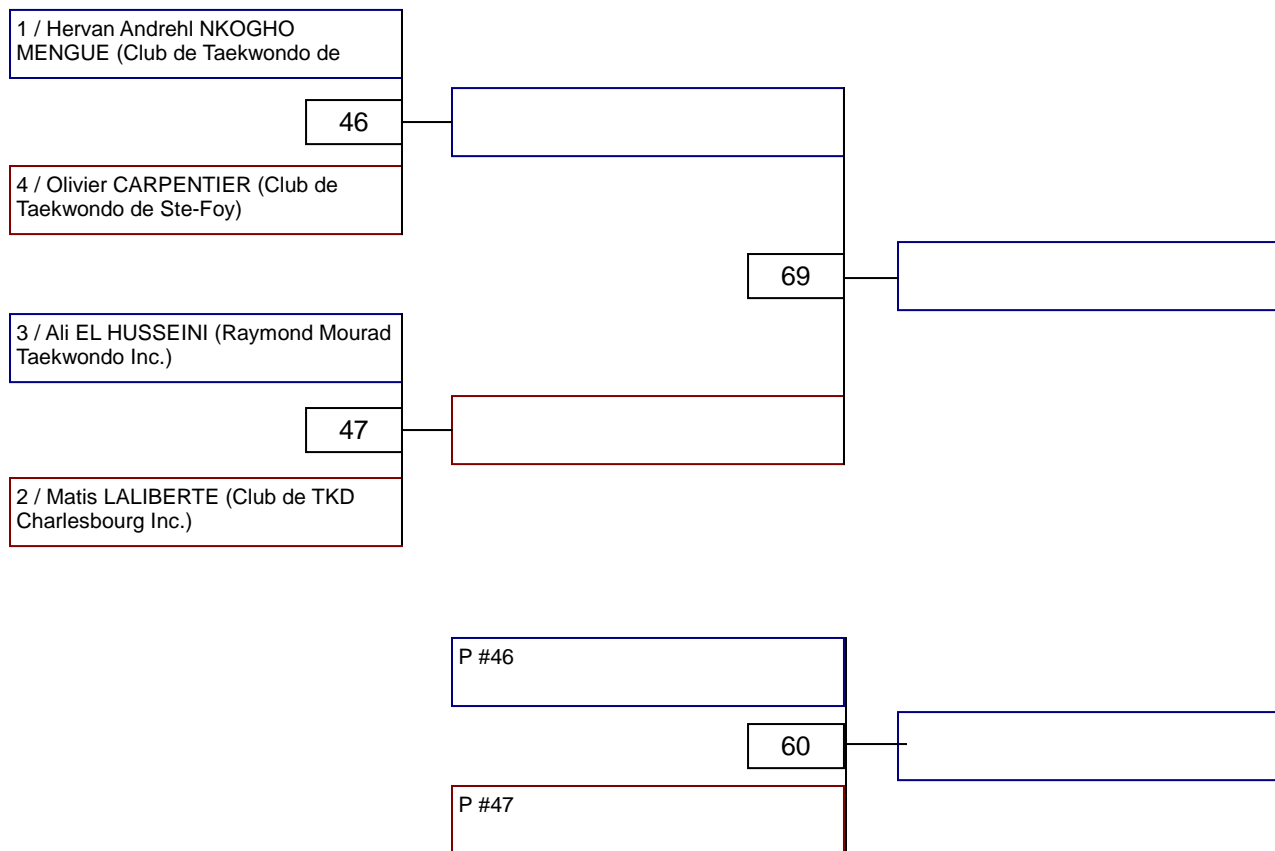 1 / Hervan Andrehl NKOGHO
MENGUE (Club de Taekwondo de
46
4 / Olivier CARPENTIER (Club de
Taekwondo de Ste-Foy)
69
3 / Ali EL HUSSEINI (Raymond Mourad
Taekwondo Inc.)
47
2 / Matis LALIBERTE (Club de TKD
Charlesbourg Inc.)
P #46
60
P #47